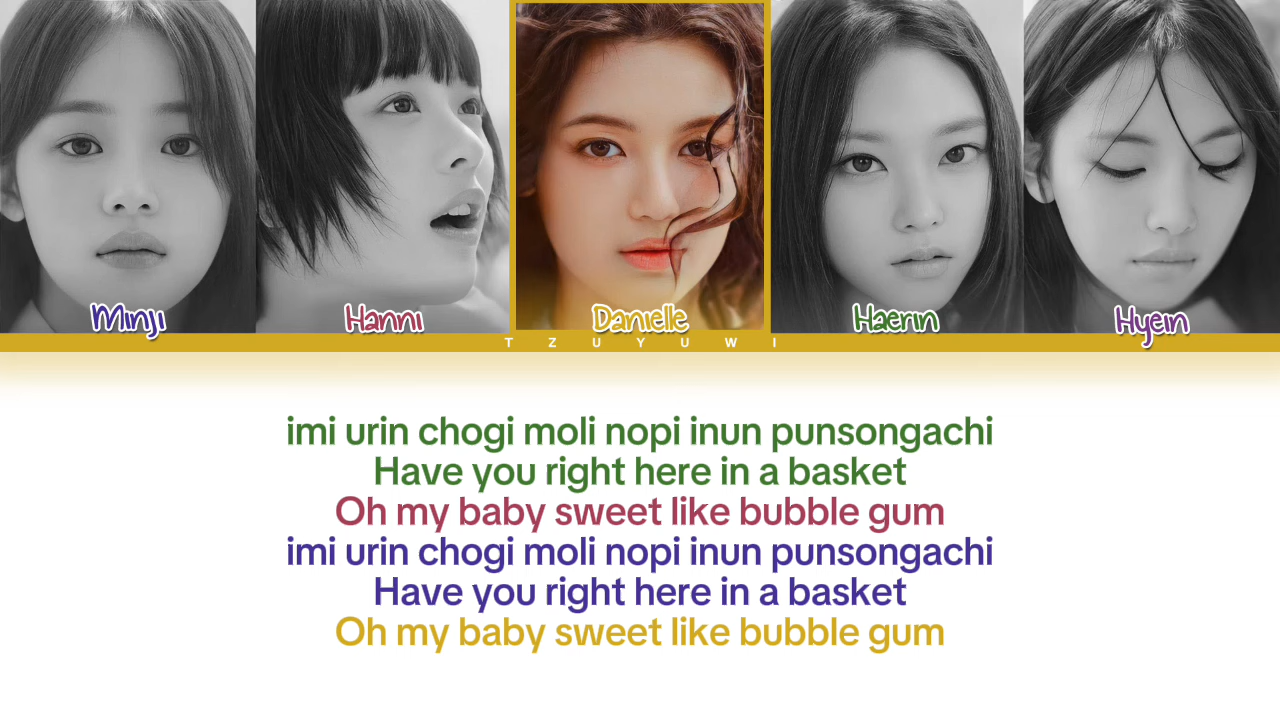 Minji Hanni Danielle Haerin Hyein
TZUYUWI
imi urin chogi moli nopi inun punsongachi
Have you right here in a basket
Oh my baby sweet like bubble gum
imi urin chogi moli nopi inun punsongachi
Have you right here in a basket
Oh my baby sweet like bubble gum